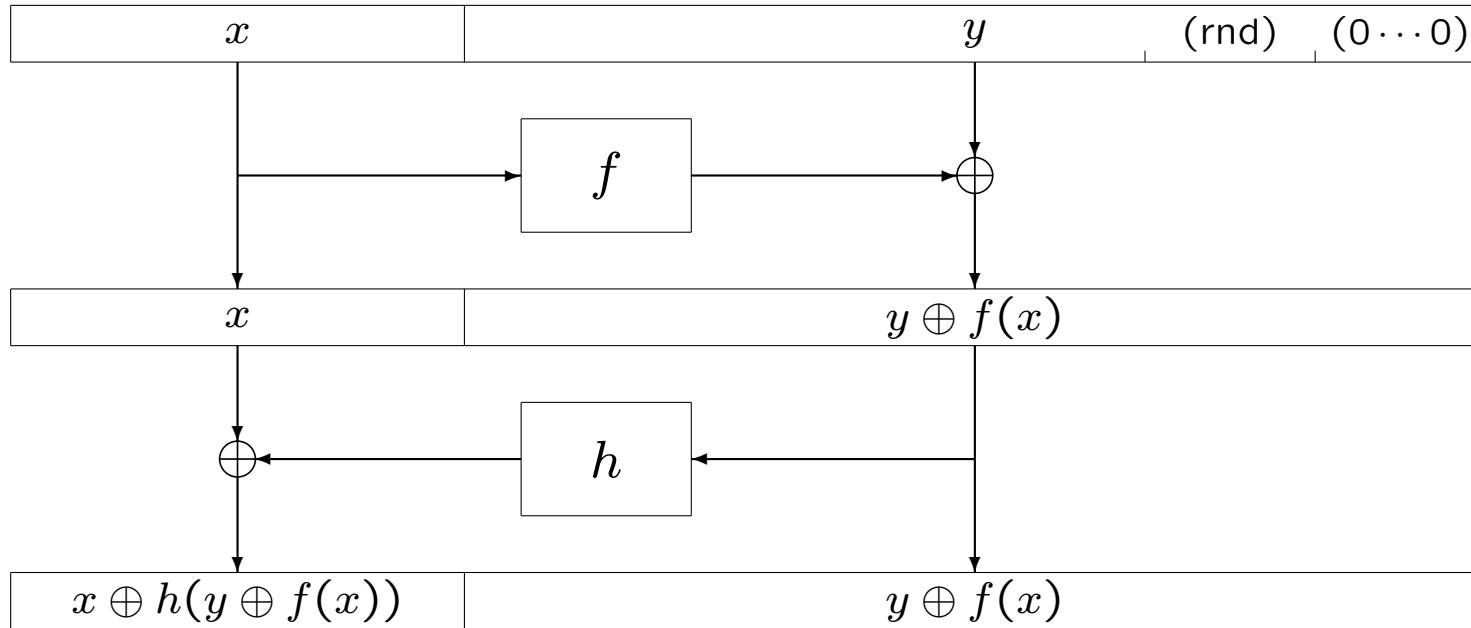 x y (rnd) (0⋯0)
f
x y ⊕ f(x)
h
x ⊕ h(y ⊕ f(x)) y ⊕ f(x)